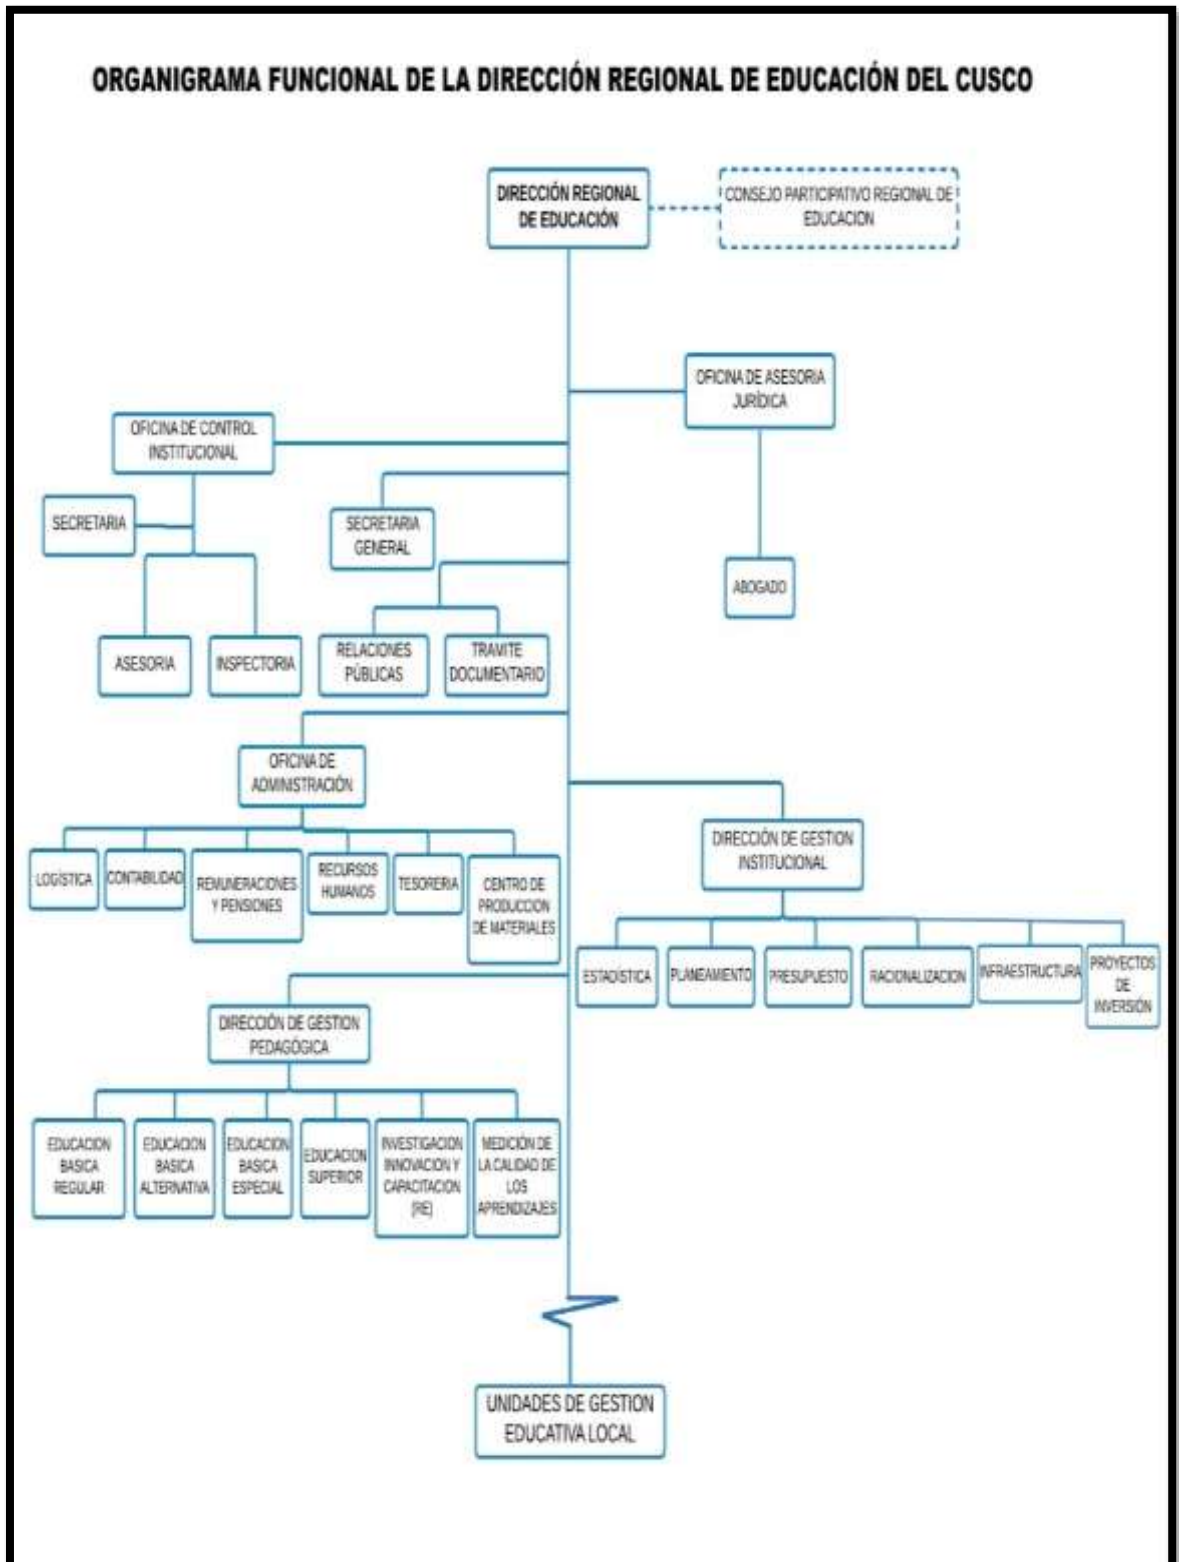 ORGANIGRAMA FUNCIONAL DE LA DIRECCIÓN REGIONAL DE EDUCACIÓN DEL CUSCO
DIRECCIÓN REGIONAL
DE EDUCACIÓN
CONSEJO PARTICIPATIVO REGIONAL DE
EDUCACION
OFICINA DE ASESORIA
JURÍDICA
OFICINA DE CONTROL
INSTITUCIONAL
SECRETARIA
SECRETARIA
GENERAL
ABOGADO
ASESORIA
INSPECTORIA
RELACIONES
PÚBLICAS
TRAMITE
DOCUMENTARIO
OFICINA DE
ADMINISTRACIÓN
DIRECCIÓN DE GESTION
INSTITUCIONAL
LOGÍSTICA
CONTABILIDAD
REMUNERACIONES
Y PENSIONES
RECURSOS
HUMANOS
TESORERIA
CENTRO DE
PRODUCCION
DE MATERIALES
ESTADÍSTICA
PLANEAMIENTO
PRESUPUESTO
RACIONALIZACION
INFRAESTRUCTURA
PROYECTOS
DE
INVERSIÓN
DIRECCIÓN DE GESTION
PEDAGÓGICA
EDUCACION
BASICA
REGULAR
EDUCACION
BASICA
ALTERNATIVA
EDUCACION
BASICA
ESPECIAL
EDUCACION
SUPERIOR
INVESTIGACION
INNOVACION Y
CAPACITACION
(RE)
MEDICIÓN DE
LA CALIDAD DE
LOS
APRENDIZAJES
UNIDADES DE GESTION
EDUCATIVA LOCAL